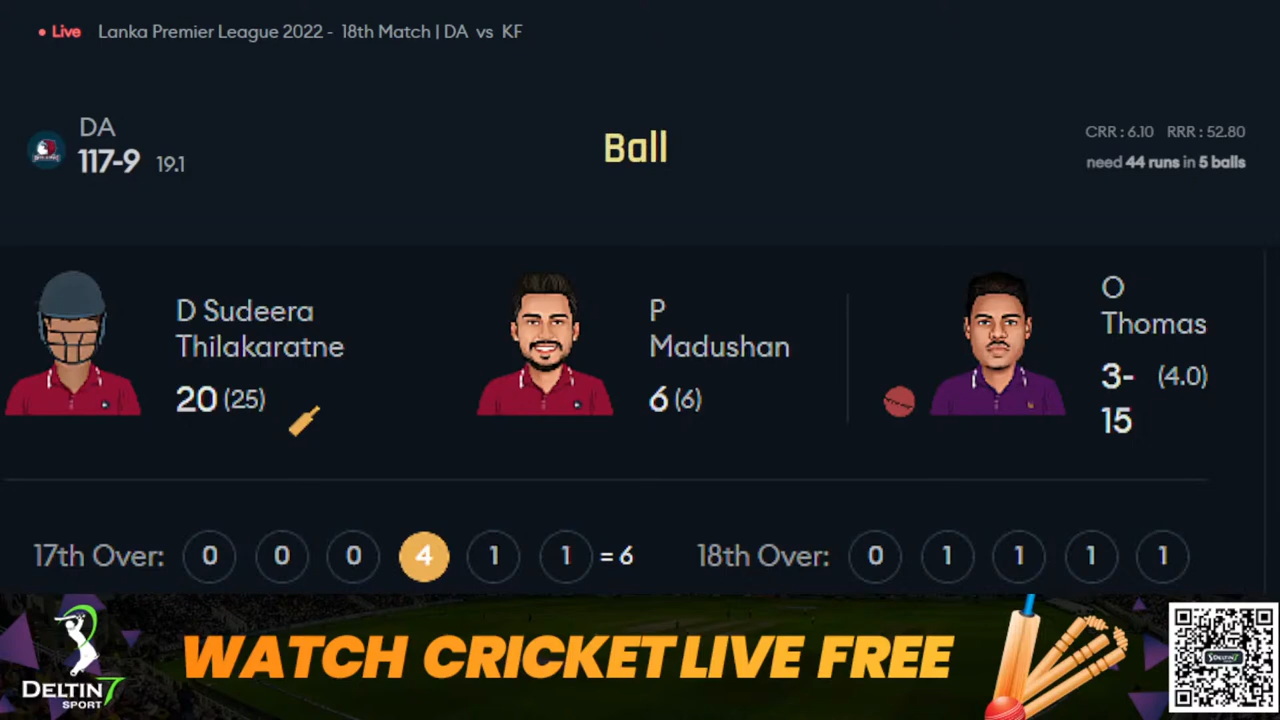 Live Lanka Premier League 2022 - 18th Match | DA vs KF
DA
117-9 19.1
Ball
CRR : 6.10 RRR : 52.80
need 44 runs in 5 balls
D Sudeera
Thilakaratne
20 (25)
P
Madushan
6 (6)
O
Thomas
3- (4.0)
15
17th Over: 0 0 0 4 1 1 = 6 18th Over: 0 1 1 1 1
WATCH CRICKET LIVE FREE
DELTIN7
SPORT